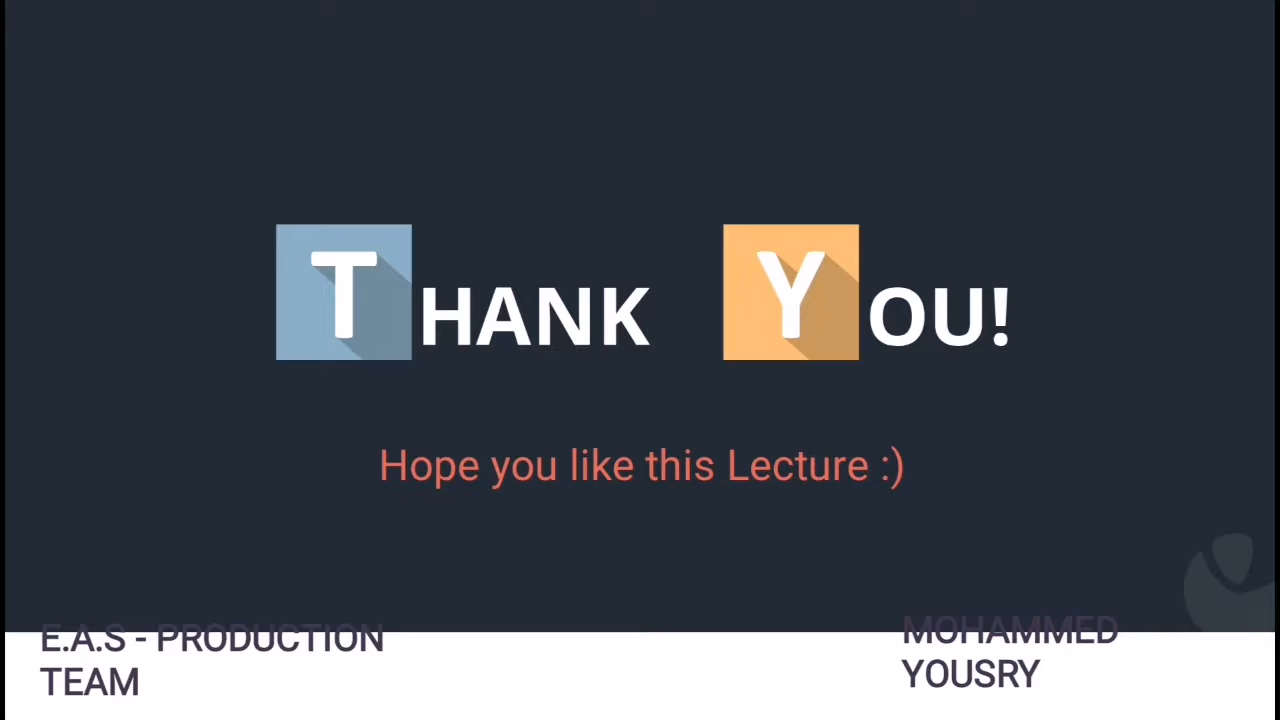 THANK YOU!
Hope you like this Lecture :)
E.A.S - PRODUCTION
TEAM
MOHAMMED
YOUSRY